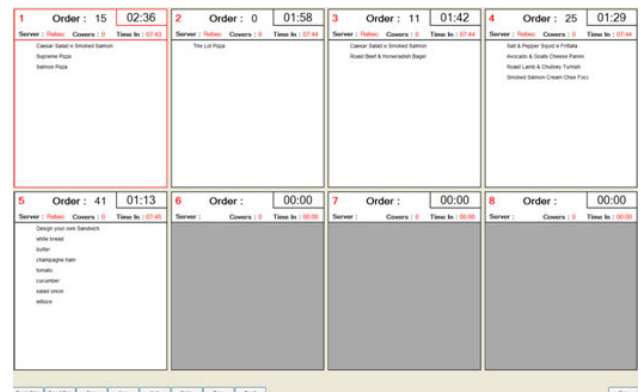 1 Order : 15 02:36
Server : Rebec Covers : 0 Time In : 07:43
Caesar Salad w Smoked Salmon
Supreme Pizza
Salmon Pizza
2 Order : 0 01:58
Server : Rebec Covers : 0 Time In : 07:44
The Lot Pizza
3 Order : 11 01:42
Server : Rebec Covers : 0 Time In : 07:44
Caesar Salad w Smoked Salmon
Roast Beef & Horseradish Bagel
4 Order : 25 01:29
Server : Rebec Covers : 0 Time In : 07:44
Salt & Pepper Squid w Frittata
Avocado & Goats Cheese Panini
Roast Lamb & Chutney Turkish
Smoked Salmon Cream Chse Focc
5 Order : 41 01:13
Server : Rebec Covers : 0 Time In : 07:45
Design your own Sandwich
white bread
butter
champagne ham
tomato
cucumber
salad onion
lettuce
6 Order : 00:00
Server : Covers : 0 Time In : 00:00
7 Order : 00:00
Server : Covers : 0 Time In : 00:00
8 Order : 00:00
Server : Covers : 0 Time In : 00:00